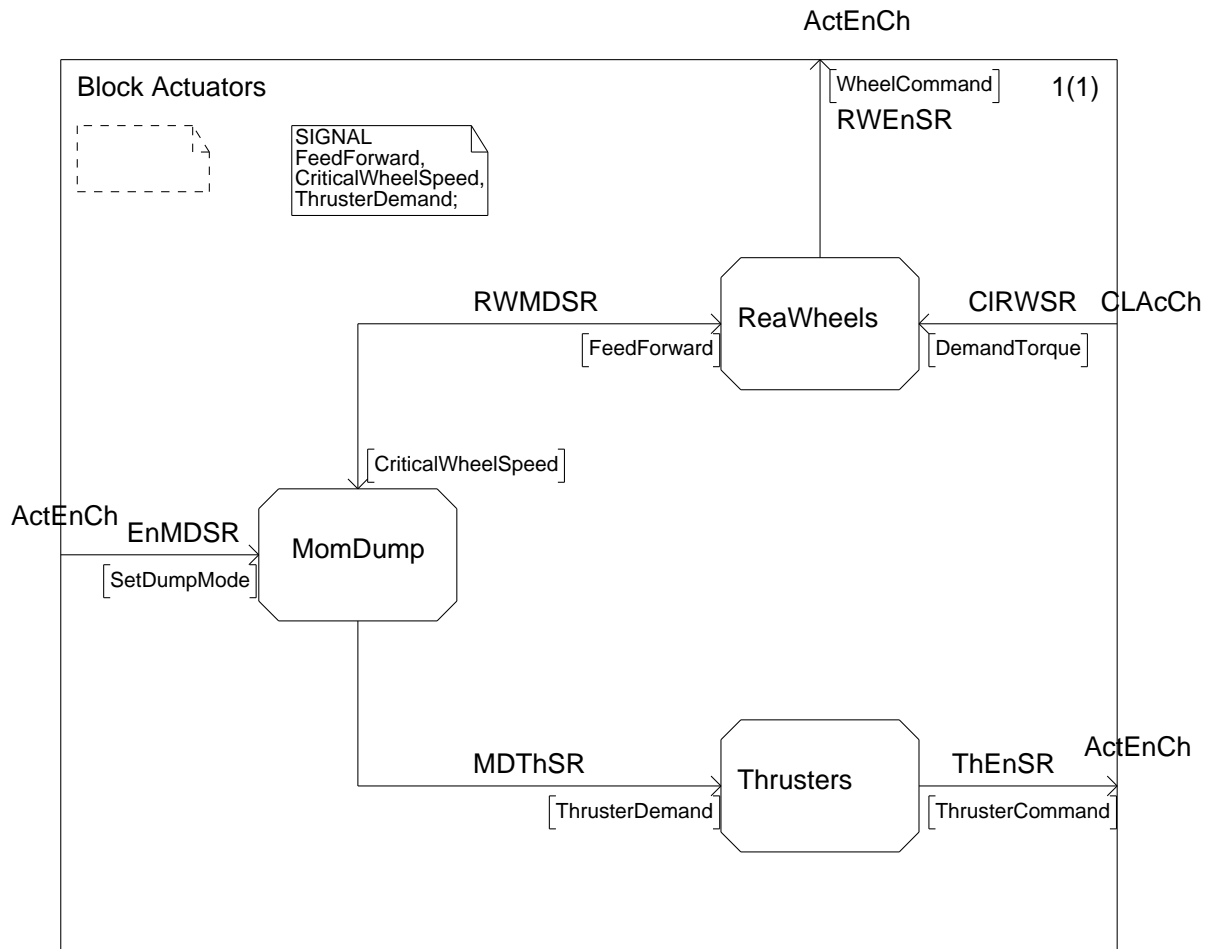 ActEnCh
Block Actuators
[WheelCommand]
1(1)
RWEnSR
SIGNAL
FeedForward,
CriticalWheelSpeed,
ThrusterDemand;
RWMDSR
ReaWheels
ClRWSR
CLAcCh
[FeedForward]
[DemandTorque]
[CriticalWheelSpeed]
ActEnCh
EnMDSR
MomDump
[SetDumpMode]
MDThSR
Thrusters
ThEnSR
ActEnCh
[ThrusterDemand]
[ThrusterCommand]